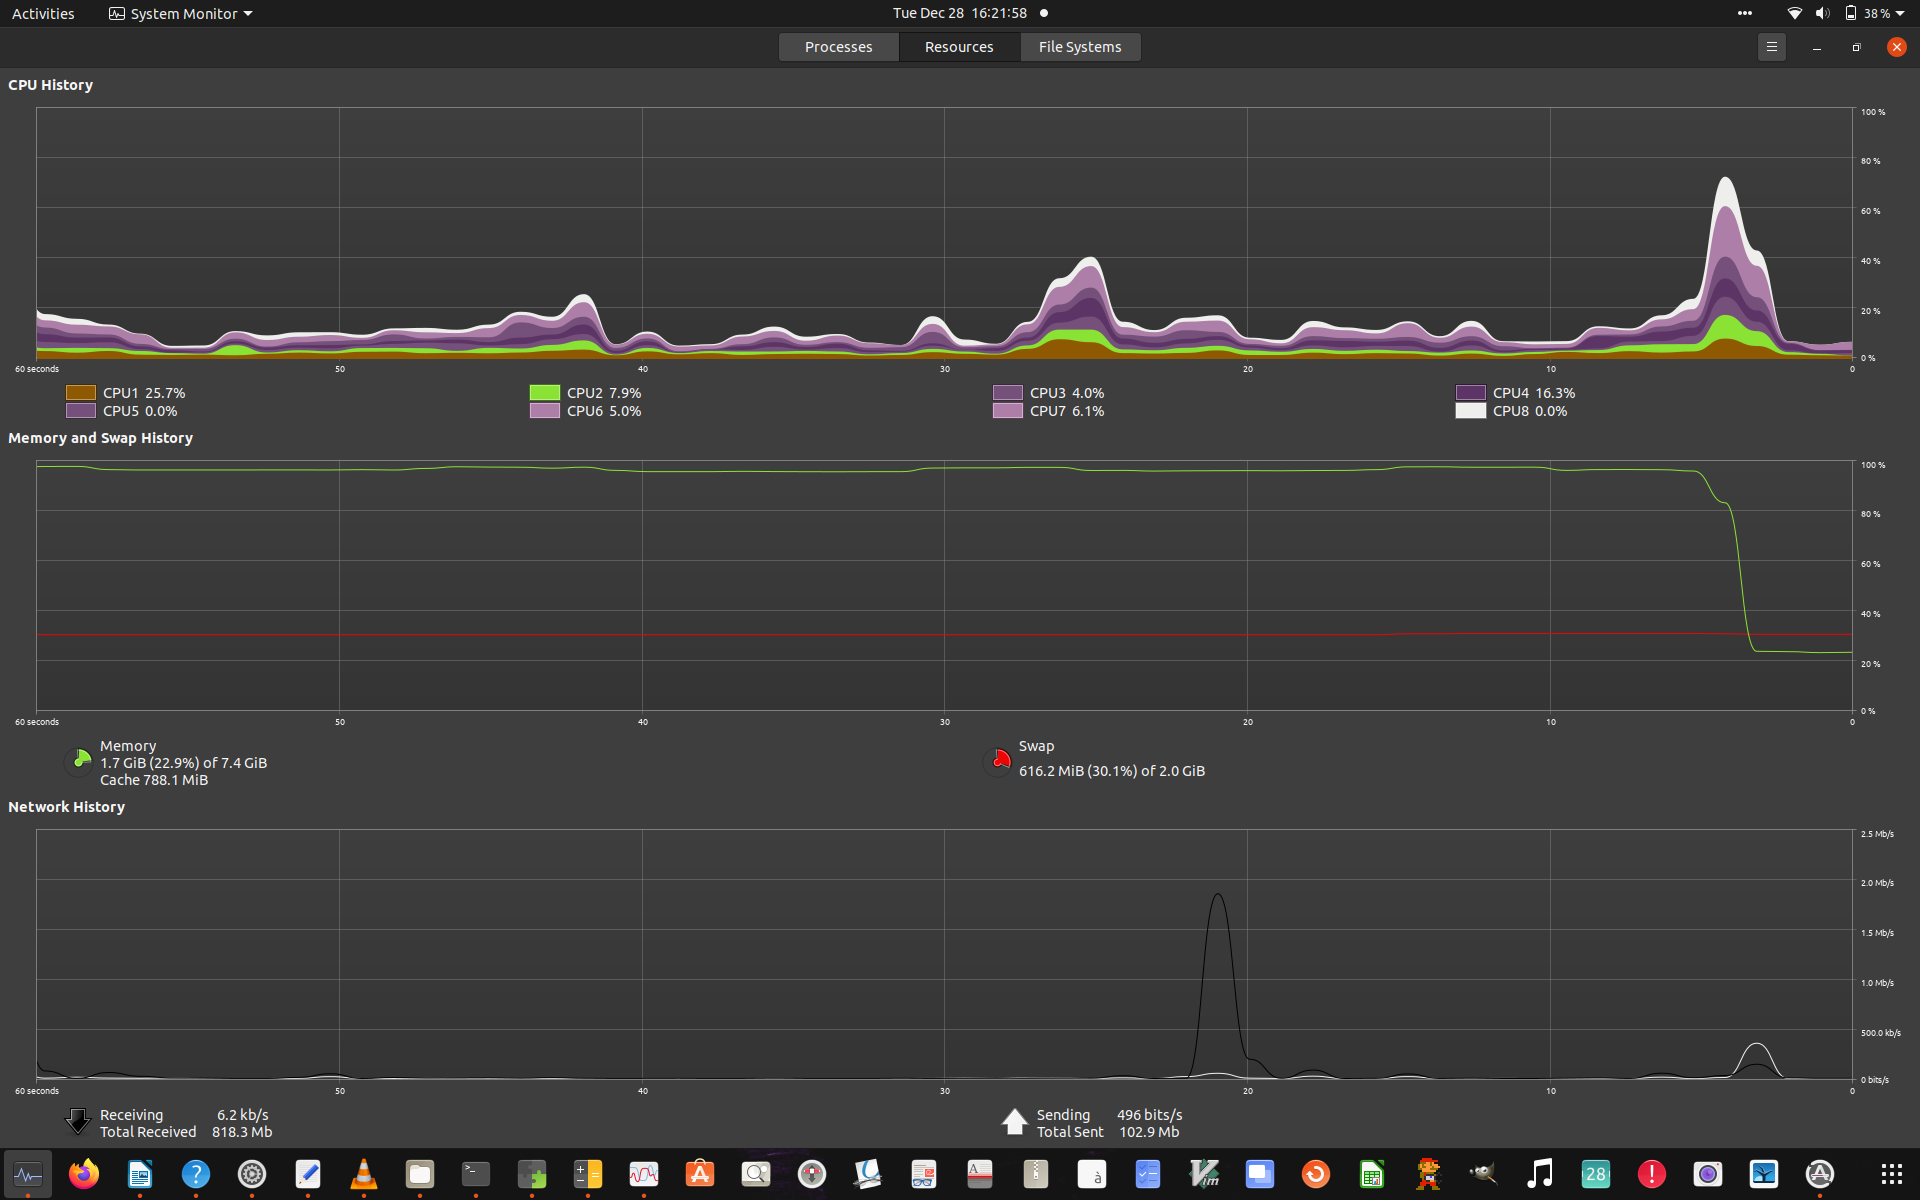 Activities System Monitor Tue Dec 28 16:21:58 38 %
Processes Resources File Systems
CPU History
100 %
80 %
60 %
40 %
20 %
0 %
60 seconds 50 40 30 20 10 0
CPU1 25.7% CPU2 7.9% CPU3 4.0% CPU4 16.3%
CPU5 0.0% CPU6 5.0% CPU7 6.1% CPU8 0.0%
Memory and Swap History
100 %
80 %
60 %
40 %
20 %
0 %
60 seconds 50 40 30 20 10 0
Memory
1.7 GiB (22.9%) of 7.4 GiB
Cache 788.1 MiB
Swap
616.2 MiB (30.1%) of 2.0 GiB
Network History
2.5 Mb/s
2.0 Mb/s
1.5 Mb/s
1.0 Mb/s
500.0 kb/s
0 bits/s
60 seconds 50 40 30 20 10 0
Receiving 6.2 kb/s
Total Received 818.3 Mb
Sending 496 bits/s
Total Sent 102.9 Mb
28